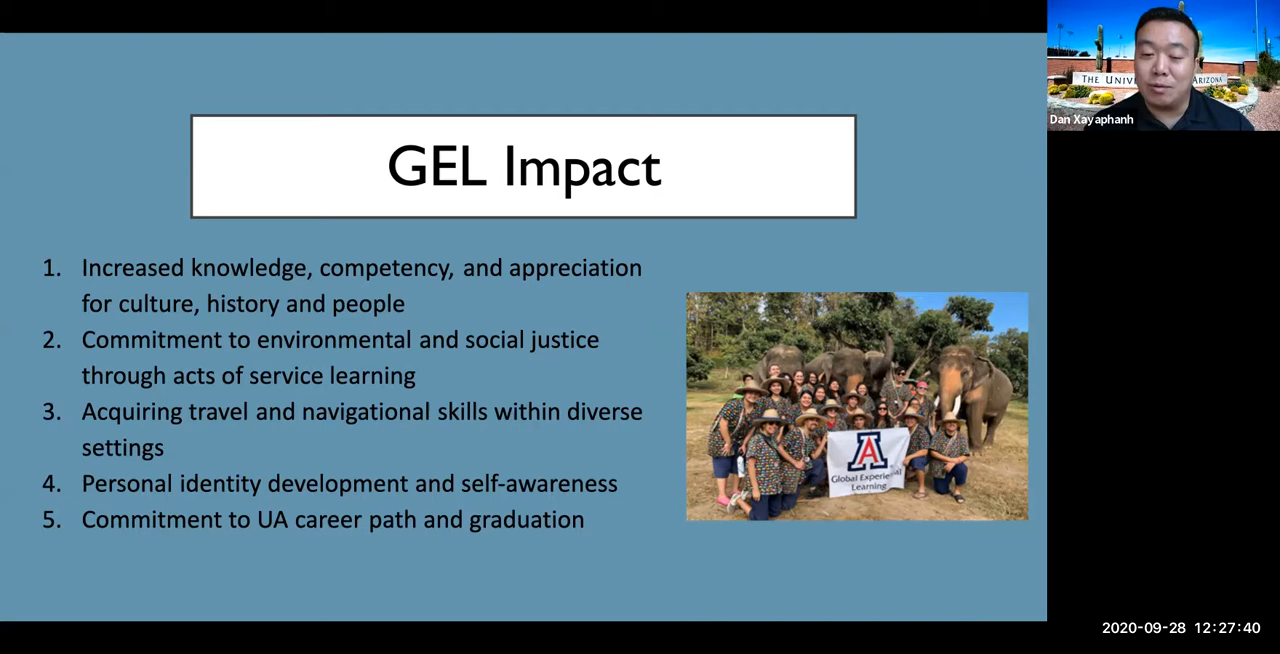 GEL Impact
1. Increased knowledge, competency, and appreciation
for culture, history and people
2. Commitment to environmental and social justice
through acts of service learning
3. Acquiring travel and navigational skills within diverse
settings
4. Personal identity development and self-awareness
5. Commitment to UA career path and graduation
A
Global Experiential
Learning
THE UNIV ARIZONA
Dan Xayaphanh
2020-09-28 12:27:40